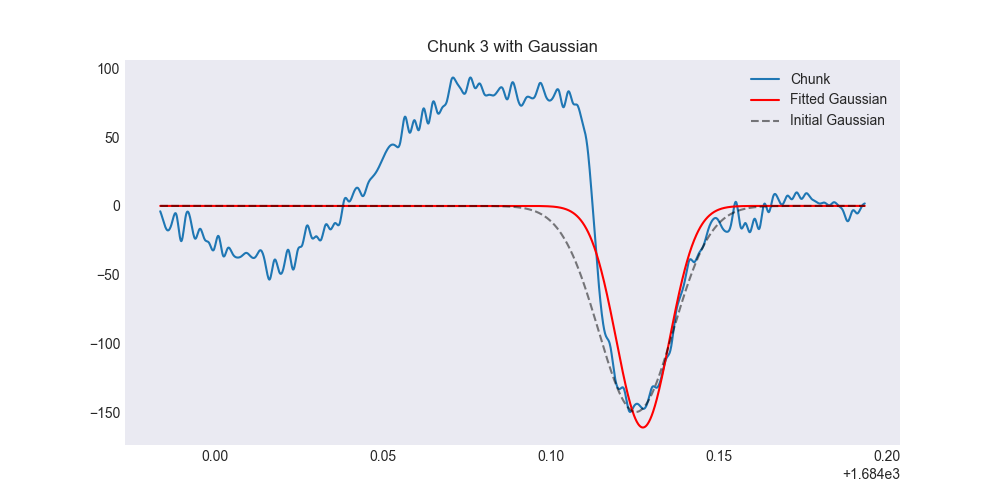 Chunk 3 with Gaussian
100
50
0
−50
−100
−150
Chunk
Fitted Gaussian
Initial Gaussian
0.00 0.05 0.10 0.15 0.20
+1.684e3